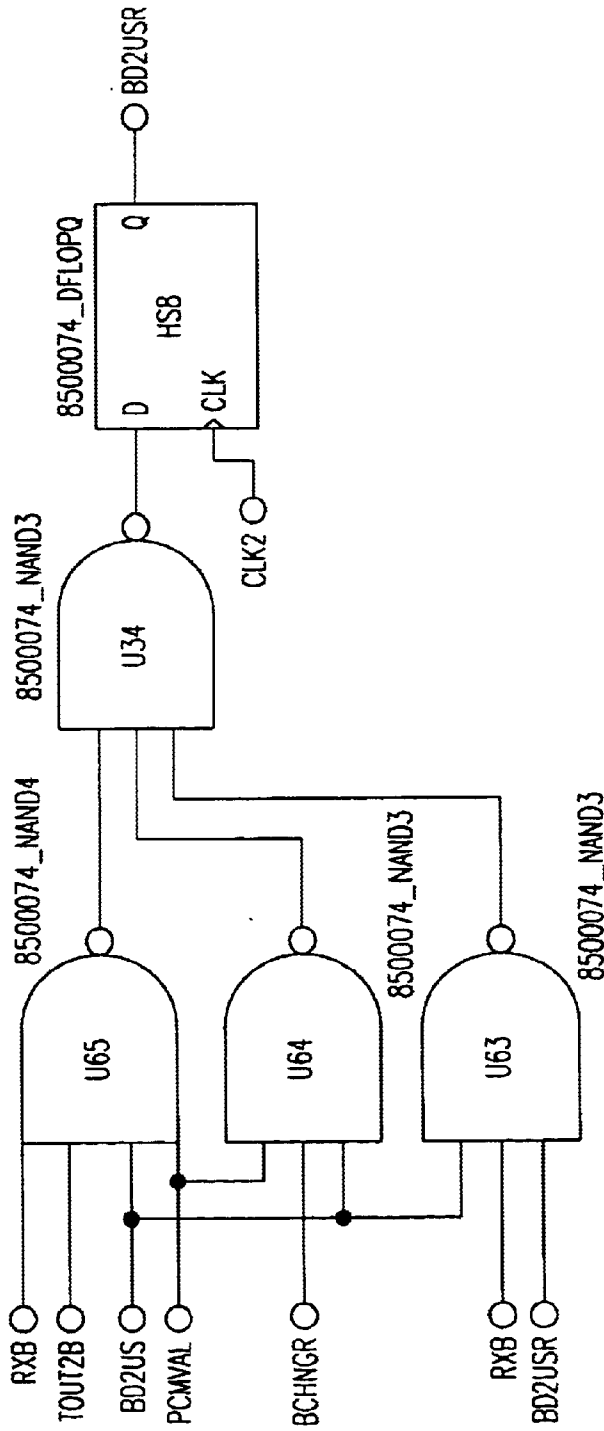 RXB
TOUT2B
BD2US
PCMVAL
BCHNGR
RXB
BD2USR
U65
8500074_NAND4
U64
8500074_NAND3
U63
8500074_NAND3
U34
8500074_NAND3
CLK2
8500074_DFLOPQ
D
Q
HSB
CLK
BD2USR